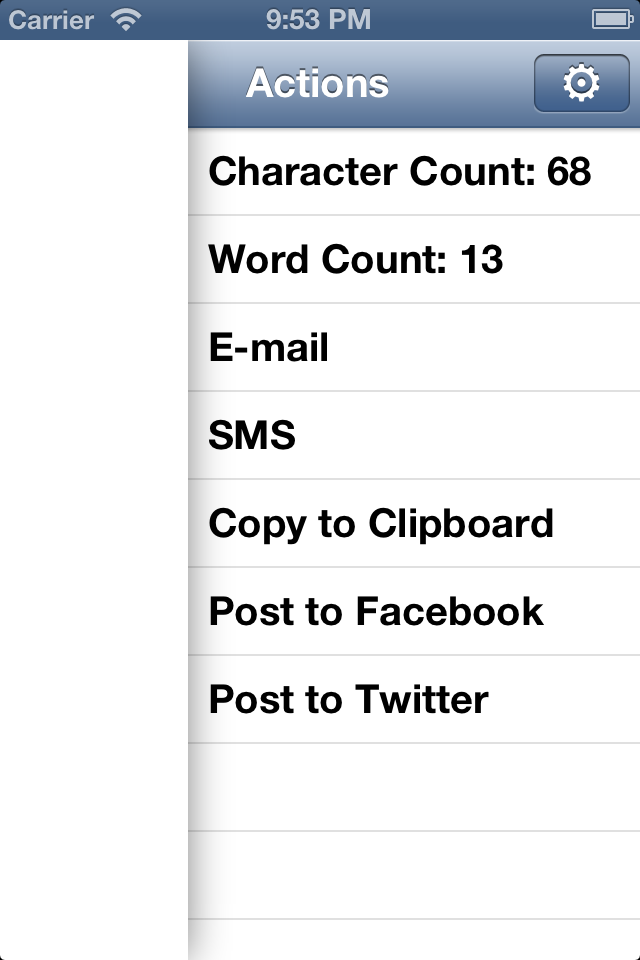 Carrier 9:53 PM
Actions
Character Count: 68
Word Count: 13
E-mail
SMS
Copy to Clipboard
Post to Facebook
Post to Twitter